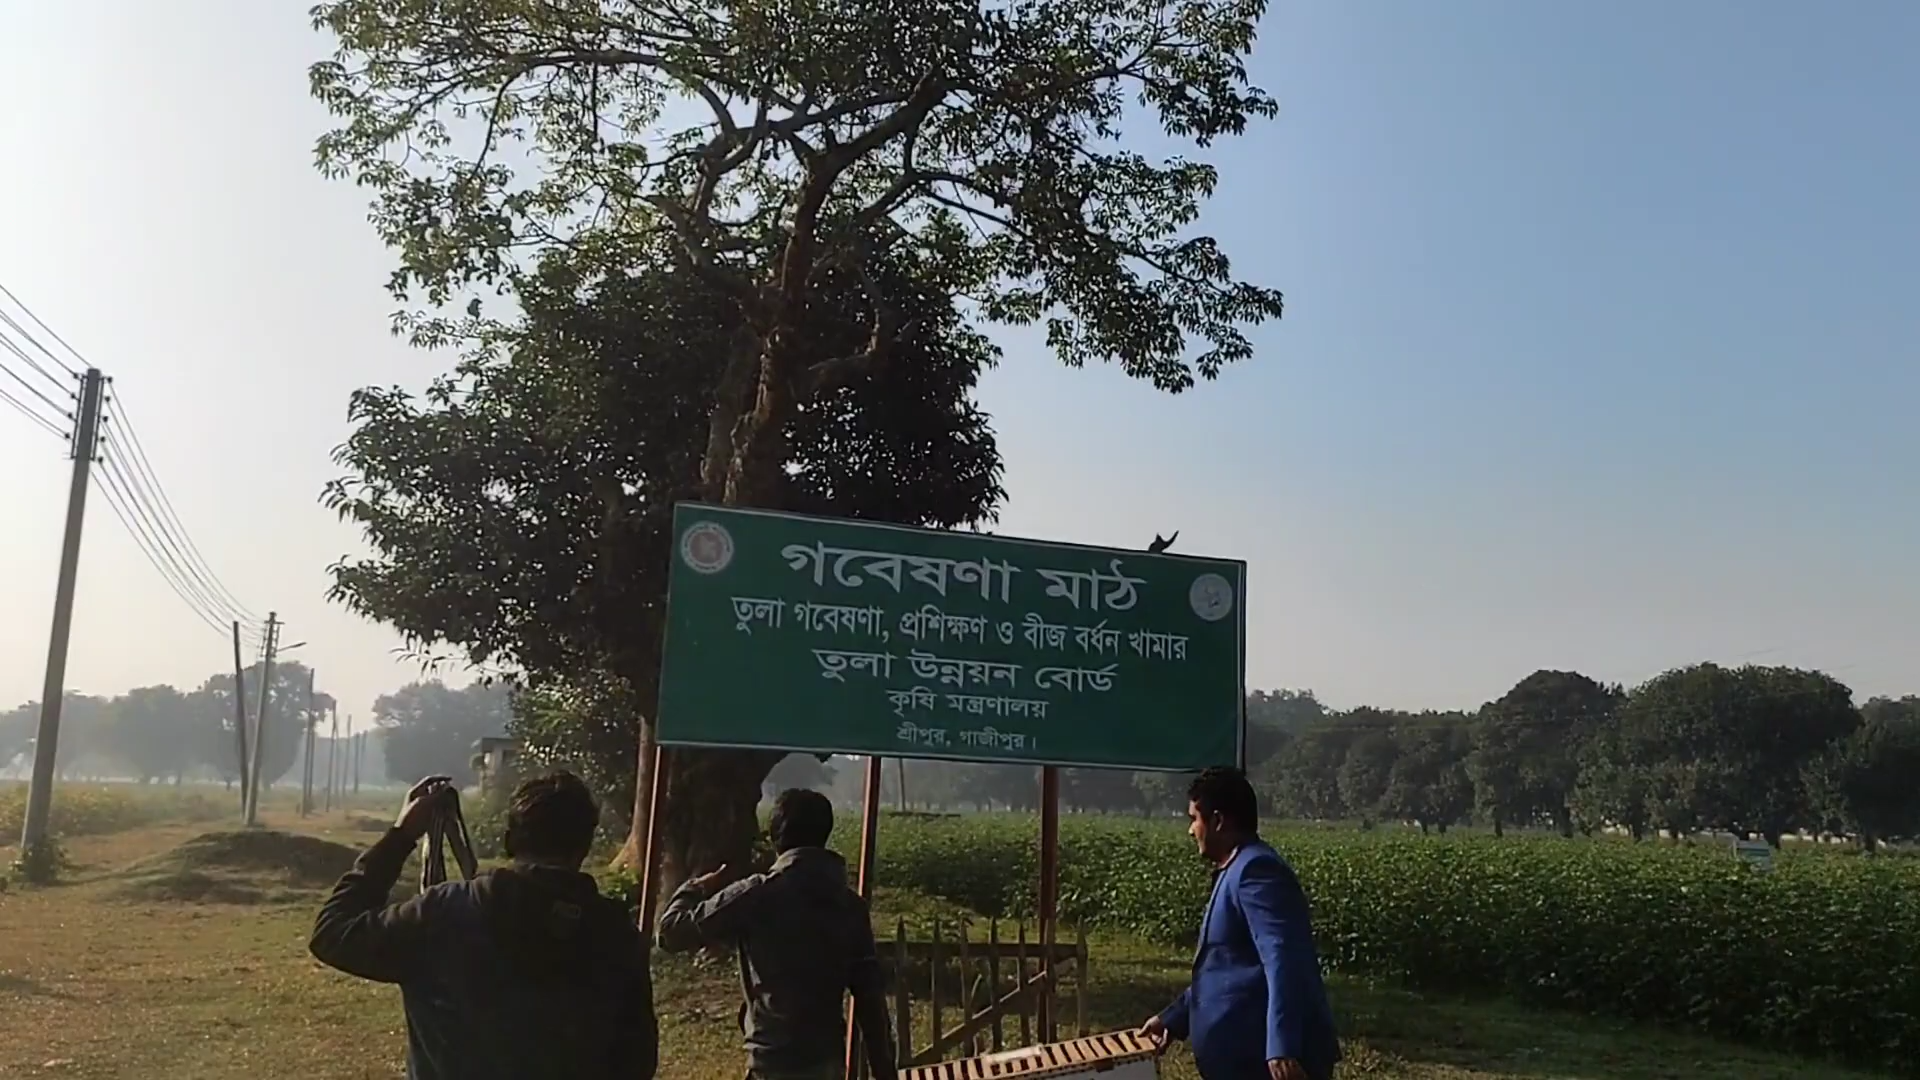 গবেষণা মাঠ
তুলা গবেষণা, প্রশিক্ষণ ও বীজ বর্ধন খামার
তুলা উন্নয়ন বোর্ড
কৃষি মন্ত্রণালয়
শ্রীপুর, গাজীপুর।